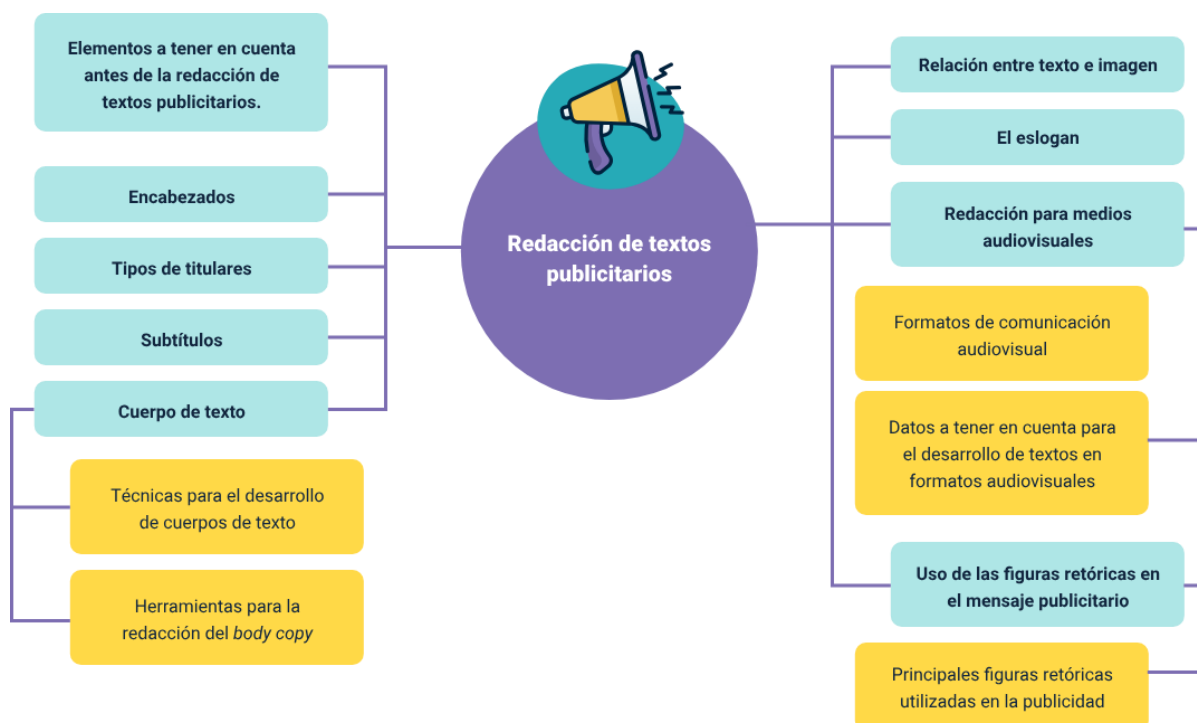 Elementos a tener en cuenta
antes de la redacción de
textos publicitarios.
Encabezados
Tipos de titulares
Subtítulos
Cuerpo de texto
Técnicas para el desarrollo
de cuerpos de texto
Herramientas para la
redacción del body copy
Redacción de textos
publicitarios
Relación entre texto e imagen
El eslogan
Redacción para medios
audiovisuales
Formatos de comunicación
audiovisual
Datos a tener en cuenta para
el desarrollo de textos en
formatos audiovisuales
Uso de las figuras retóricas en
el mensaje publicitario
Principales figuras retóricas
utilizadas en la publicidad